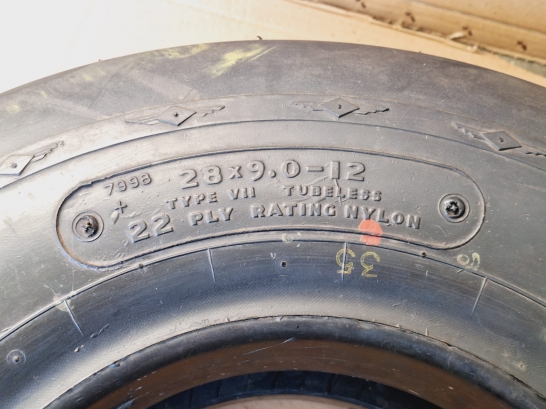 7998
28x9.0-12
TYPE VII TUBELESS
22 PLY RATING NYLON
35